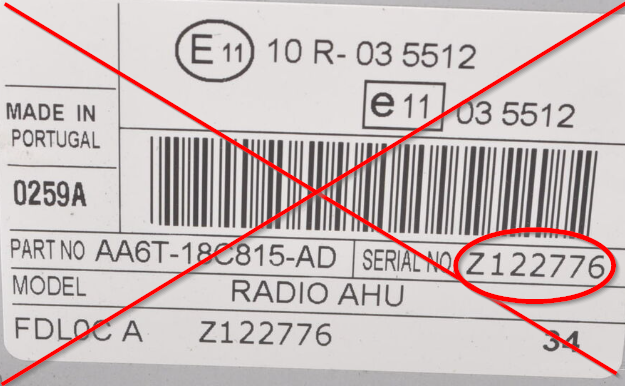 E11 10 R- 03 5512
e11 03 5512
MADE IN
PORTUGAL
0259A
PART NO AA6T-18C815-AD SERIAL NO Z122776
MODEL RADIO AHU
FDL0C A Z122776 34